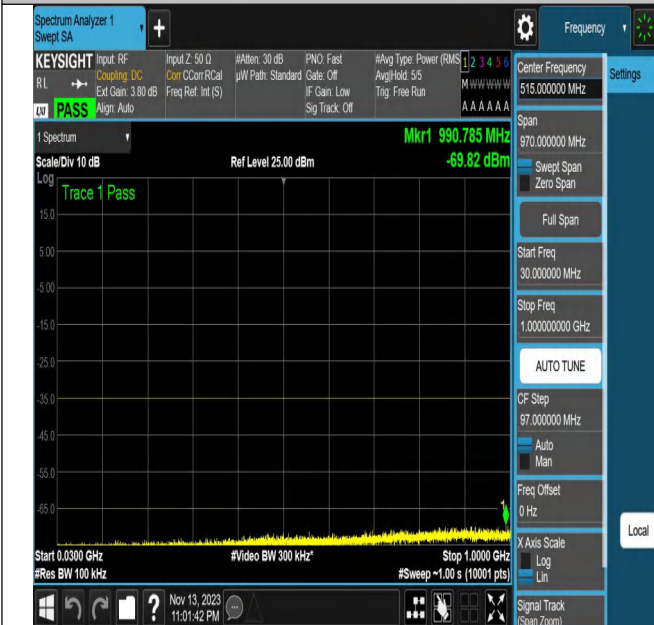 Spectrum Analyzer 1
Swept SA
+
Frequency
KEYSIGHT
RL
LXI PASS
Input: RF
Coupling: DC
Ext Gain: 3.80 dB
Align: Auto
Input Z: 50 Ω
Corr CCorr RCal
Freq Ref: Int (S)
#Atten: 30 dB
µW Path: Standard
PNO: Fast
Gate: Off
IF Gain: Low
Sig Track: Off
#Avg Type: Power (RMS
Avg|Hold: 5/5
Trig: Free Run
1 2 3 4 5 6
M W W W W W
A A A A A A
1 Spectrum
Scale/Div 10 dB
Ref Level 25.00 dBm
Mkr1 990.785 MHz
-69.82 dBm
Log
Trace 1 Pass
15.0
5.00
-5.00
-15.0
-25.0
-35.0
-45.0
-55.0
-65.0
1
Start 0.0300 GHz
#Res BW 100 kHz
#Video BW 300 kHz*
Stop 1.0000 GHz
#Sweep ~1.00 s (10001 pts)
Center Frequency
515.000000 MHz
Span
970.000000 MHz
Swept Span
Zero Span
Full Span
Start Freq
30.000000 MHz
Stop Freq
1.000000000 GHz
AUTO TUNE
CF Step
97.000000 MHz
Auto
Man
Freq Offset
0 Hz
X Axis Scale
Log
Lin
Signal Track
(Span Zoom)
Settings
Local
?
Nov 13, 2023
11:01:42 PM